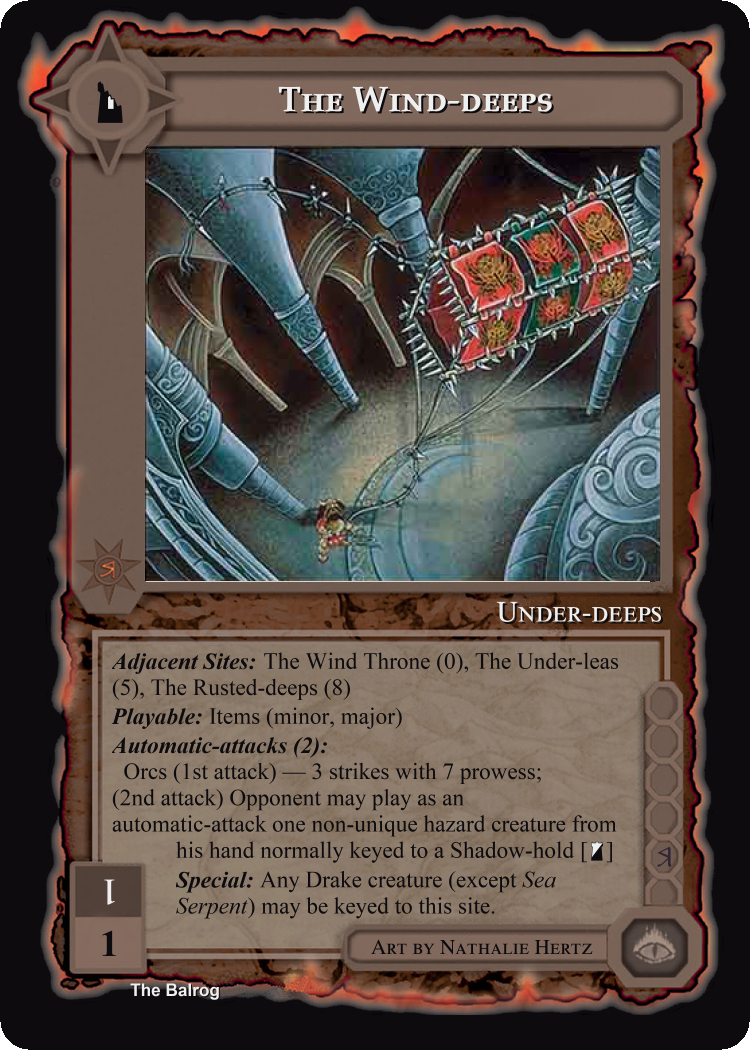 The Wind-deeps
Under-deeps
Adjacent Sites: The Wind Throne (0), The Under-leas
(5), The Rusted-deeps (8)
Playable: Items (minor, major)
Automatic-attacks (2):
Orcs (1st attack) — 3 strikes with 7 prowess;
(2nd attack) Opponent may play as an
automatic-attack one non-unique hazard creature from
his hand normally keyed to a Shadow-hold [ ]
Special: Any Drake creature (except Sea
Serpent) may be keyed to this site.
1
1
Art by Nathalie Hertz
The Balrog